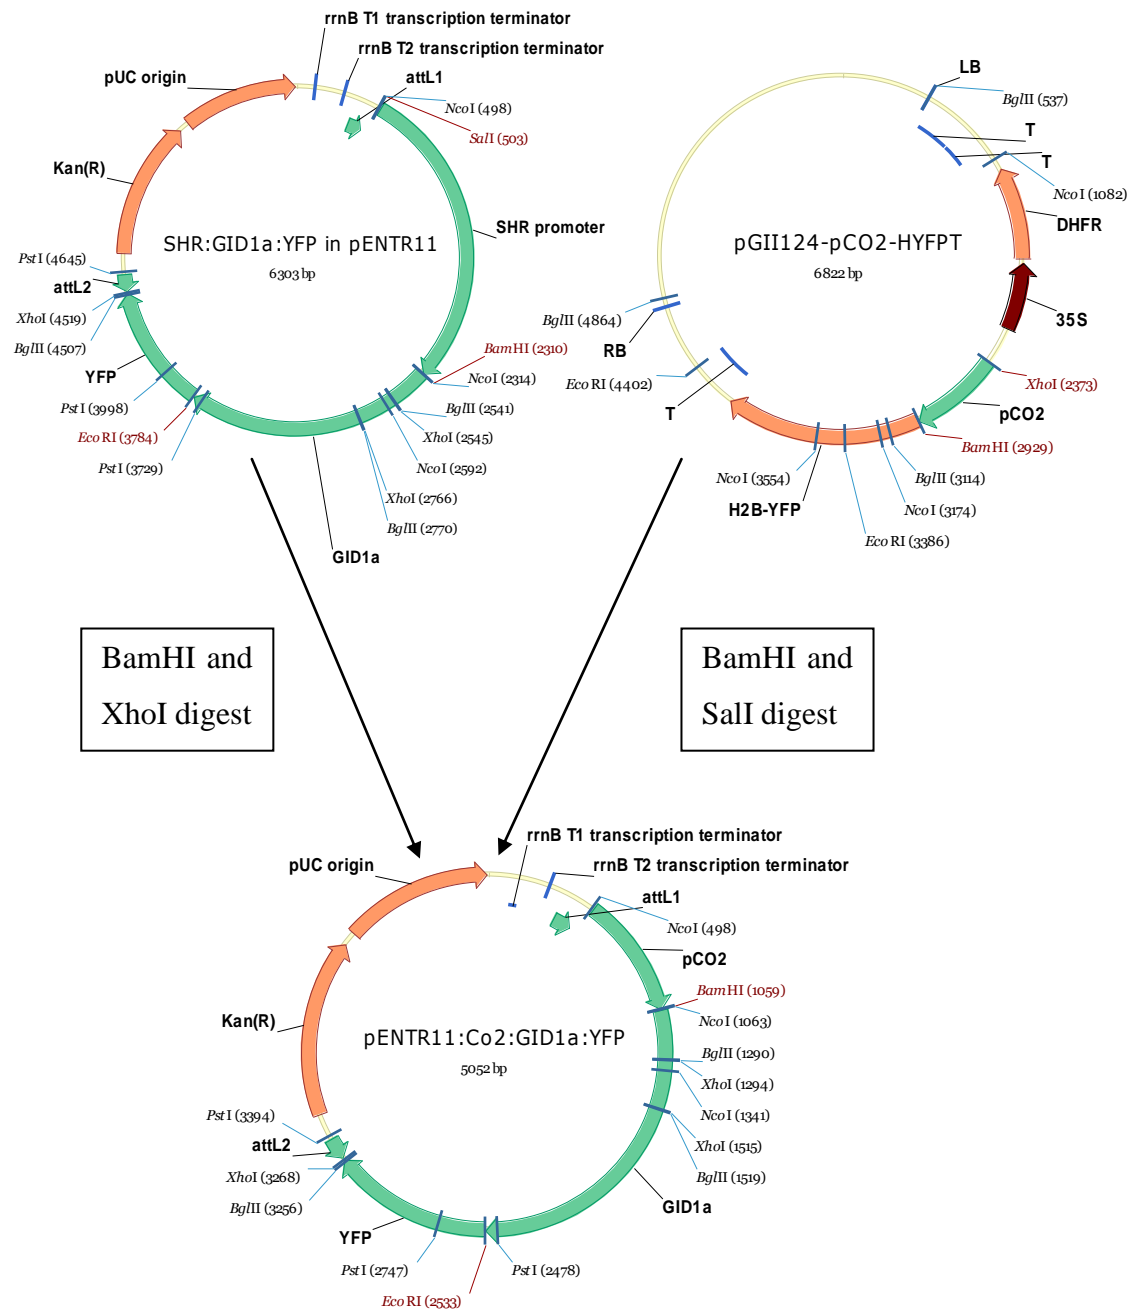 rrnB T1 transcription terminator
rrnB T2 transcription terminator
attL1
pUC origin
NcoI (498)
SalI (503)
Kan(R)
SHR promoter
SHR:GID1a:YFP in pENTR11
6303 bp
PstI (4645)
attL2
XhoI (4519)
BglII (4507)
YFP
PstI (3998)
EcoRI (3784)
PstI (3729)
BamHI (2310)
NcoI (2314)
BglII (2541)
XhoI (2545)
NcoI (2592)
XhoI (2766)
BglII (2770)
GID1a
LB
BglII (537)
T
T
NcoI (1082)
DHFR
pGII124-pCO2-HYFPT
6822 bp
35S
BglII (4864)
RB
EcoRI (4402)
T
XhoI (2373)
pCO2
BamHI (2929)
NcoI (3554)
BglII (3114)
H2B-YFP
NcoI (3174)
EcoRI (3386)
BamHI and
XhoI digest
BamHI and
SalI digest
rrnB T1 transcription terminator
pUC origin
rrnB T2 transcription terminator
attL1
NcoI (498)
pCO2
BamHI (1059)
NcoI (1063)
Kan(R)
pENTR11:Co2:GID1a:YFP
5052 bp
BglII (1290)
XhoI (1294)
NcoI (1341)
XhoI (1515)
BglII (1519)
PstI (3394)
attL2
XhoI (3268)
BglII (3256)
GID1a
YFP
PstI (2747)
PstI (2478)
EcoRI (2533)